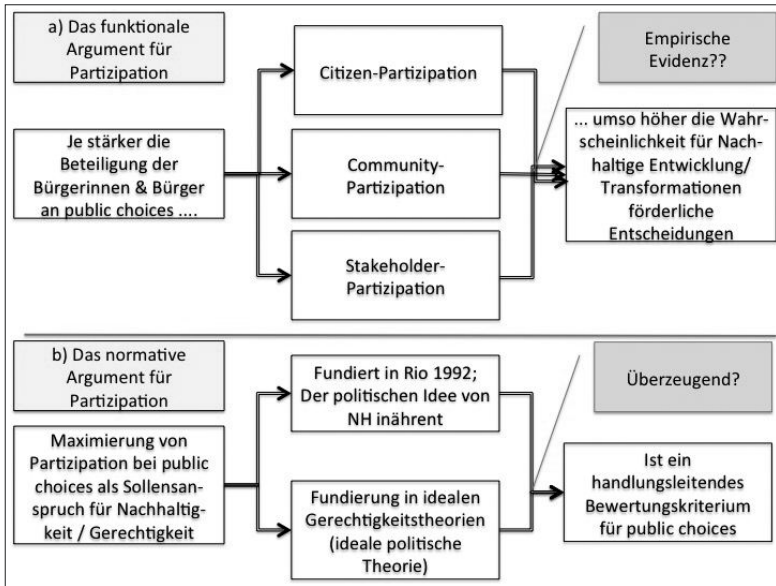 a) Das funktionale
Argument für
Partizipation
Je stärker die
Beteiligung der
Bürgerinnen & Bürger
an public choices ....
Citizen-Partizipation
Community-
Partizipation
Stakeholder-
Partizipation
Empirische
Evidenz??
... umso höher die Wahr-
scheinlichkeit für Nach-
haltige Entwicklung/
Transformationen
förderliche
Entscheidungen
b) Das normative
Argument für
Partizipation
Maximierung von
Partizipation bei public
choices als Sollensan-
spruch für Nachhaltig-
keit / Gerechtigkeit
Fundiert in Rio 1992;
Der politischen Idee von
NH inährent
Fundierung in idealen
Gerechtigkeitstheorien
(ideale politische
Theorie)
Überzeugend?
Ist ein
handlungsleitendes
Bewertungskriterium
für public choices